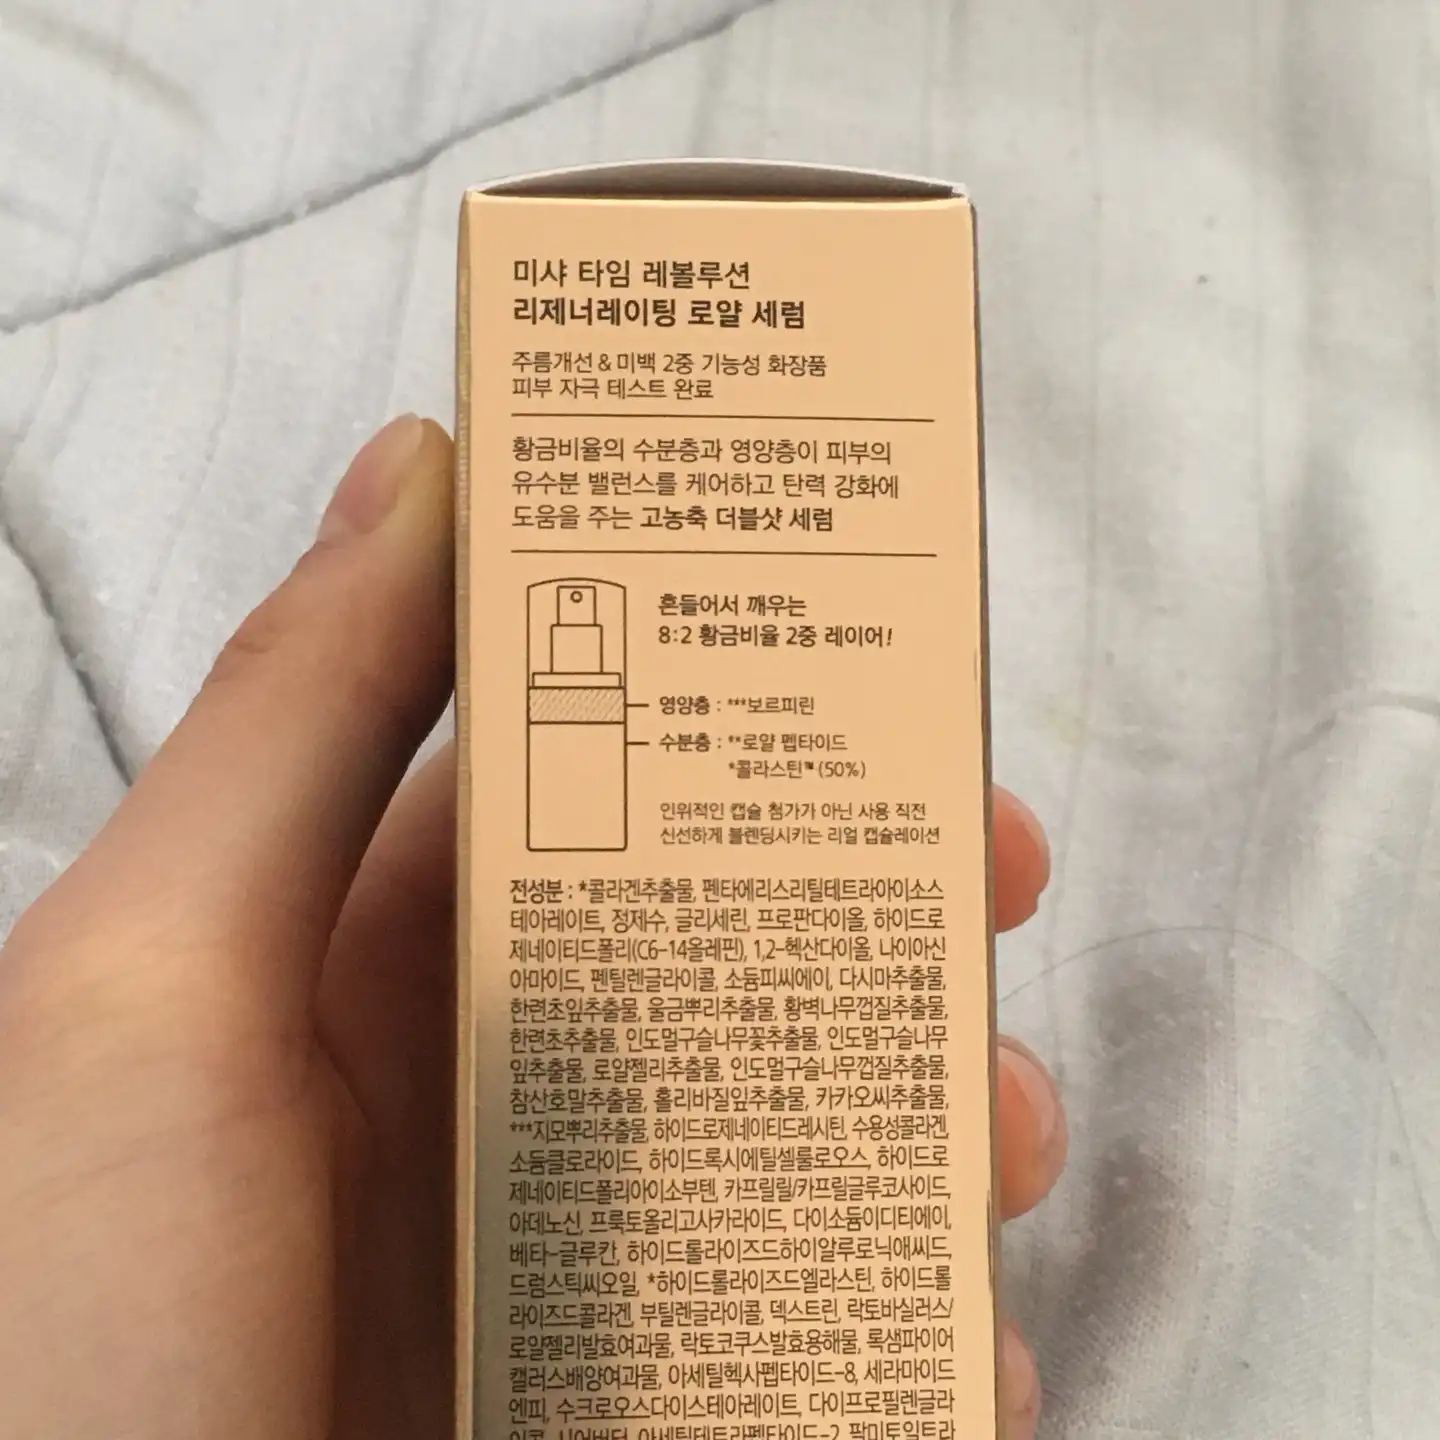 미샤 타임 레볼루션
리제너레이팅 로얄 세럼
주름개선 & 미백 2중 기능성 화장품
피부 자극 테스트 완료
황금비율의 수분층과 영양층이 피부의
유수분 밸런스를 케어하고 탄력 강화에
도움을 주는 고농축 더블샷 세럼
흔들어서 깨우는
8:2 황금비율 2중 레이어!
영양층 : ***보르피린
수분층 : **로얄 펩타이드
*콜라스틴™ (50%)
인위적인 캡슐 첨가가 아닌 사용 직전
신선하게 블렌딩시키는 리얼 캡슐레이션
전성분 : *콜라겐추출물, 펜타에리스리틸테트라아이소스
테아레이트, 정제수, 글리세린, 프로판다이올, 하이드로
제네이티드폴리(C6-14올레핀), 1,2-헥산다이올, 나이아신
아마이드, 펜틸렌글라이콜, 소듐피씨에이, 다시마추출물,
한련초잎추출물, 울금뿌리추출물, 황벽나무껍질추출물,
한련초추출물, 인도멀구슬나무꽃추출물, 인도멀구슬나무
잎추출물, 로얄젤리추출물, 인도멀구슬나무껍질추출물,
참산호말추출물, 홀리바질잎추출물, 카카오씨추출물,
***지모뿌리추출물, 하이드로제네이티드레시틴, 수용성콜라겐,
소듐클로라이드, 하이드록시에틸셀룰로오스, 하이드로
제네이티드폴리아이소부텐, 카프릴릴/카프릴글루코사이드,
아데노신, 프룩토올리고사카라이드, 다이소듐이디티에이,
베타-글루칸, 하이드롤라이즈드하이알루로닉애씨드,
드럼스틱씨오일, *하이드롤라이즈드엘라스틴, 하이드롤
라이즈드콜라겐, 부틸렌글라이콜, 덱스트린, 락토바실러스/
로얄젤리발효여과물, 락토코쿠스발효용해물, 록샘파이어
캘러스배양여과물, 아세틸헥사펩타이드-8, 세라마이드
엔피, 수크로오스다이스테아레이트, 다이프로필렌글라
이콜, 시어버터, 아세틸테트라펩타이드-2, 팔미토일트라